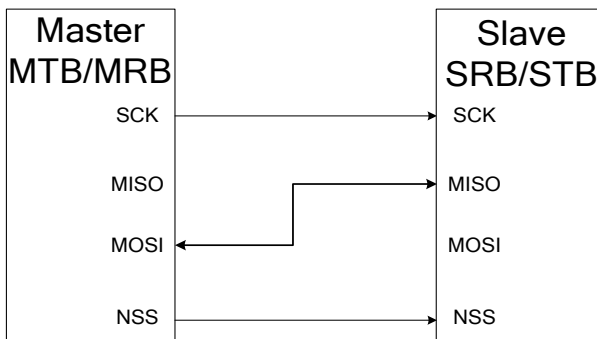 Master
MTB/MRB
SCK
MISO
MOSI
NSS
Slave
SRB/STB
SCK
MISO
MOSI
NSS